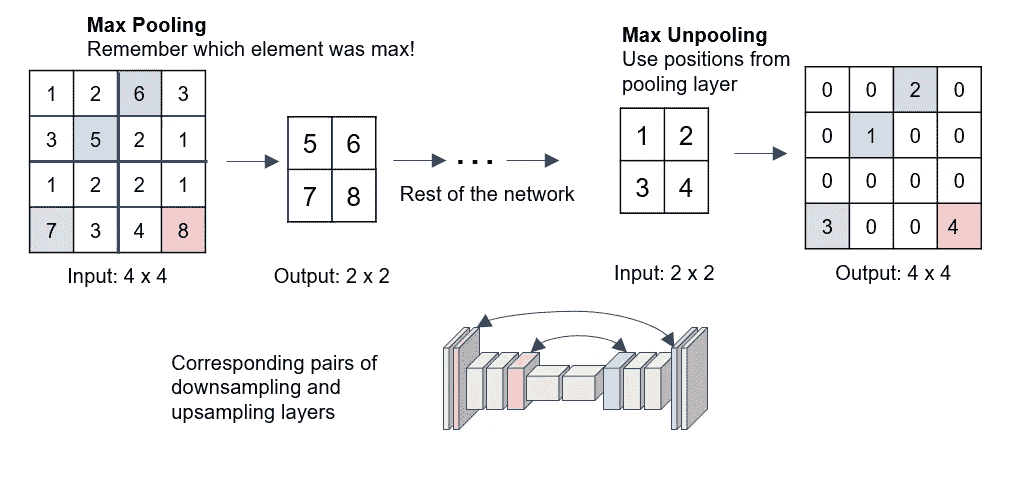 Max Pooling
Remember which element was max!
1 2 6 3
3 5 2 1
1 2 2 1
7 3 4 8
Input: 4 x 4
5 6
7 8
Output: 2 x 2
...
Rest of the network
Max Unpooling
Use positions from
pooling layer
1 2
3 4
Input: 2 x 2
0 0 2 0
0 1 0 0
0 0 0 0
3 0 0 4
Output: 4 x 4
Corresponding pairs of
downsampling and
upsampling layers